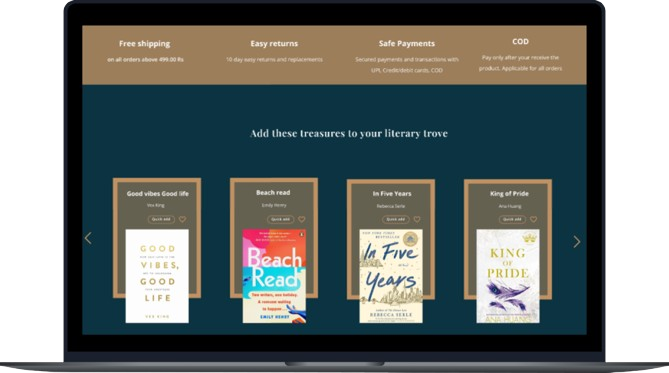 Free shipping
on all orders above 499.00 Rs
Easy returns
10 day easy returns and replacements
Safe Payments
Secured payments and transactions with
UPI, Credit/debit cards, COD
COD
Pay only after your receive the
product, Applicable for all orders
Add these treasures to your literary trove
Good vibes Good life
Vex King
Quick add
GOOD
VIBES,
GOOD
LIFE
VEX KING
Beach read
Emily Henry
Quick add
Beach
Read
Two writers, one holiday.
A romcom waiting
to happen...
EMILY HENRY
In Five Years
Rebecca Serle
Quick add
NEW YORK TIMES
BESTSELLER
In Five
Years
REBECCA SERLE
King of Pride
Ana Huang
Quick add
KING
OF
PRIDE
ANA HUANG